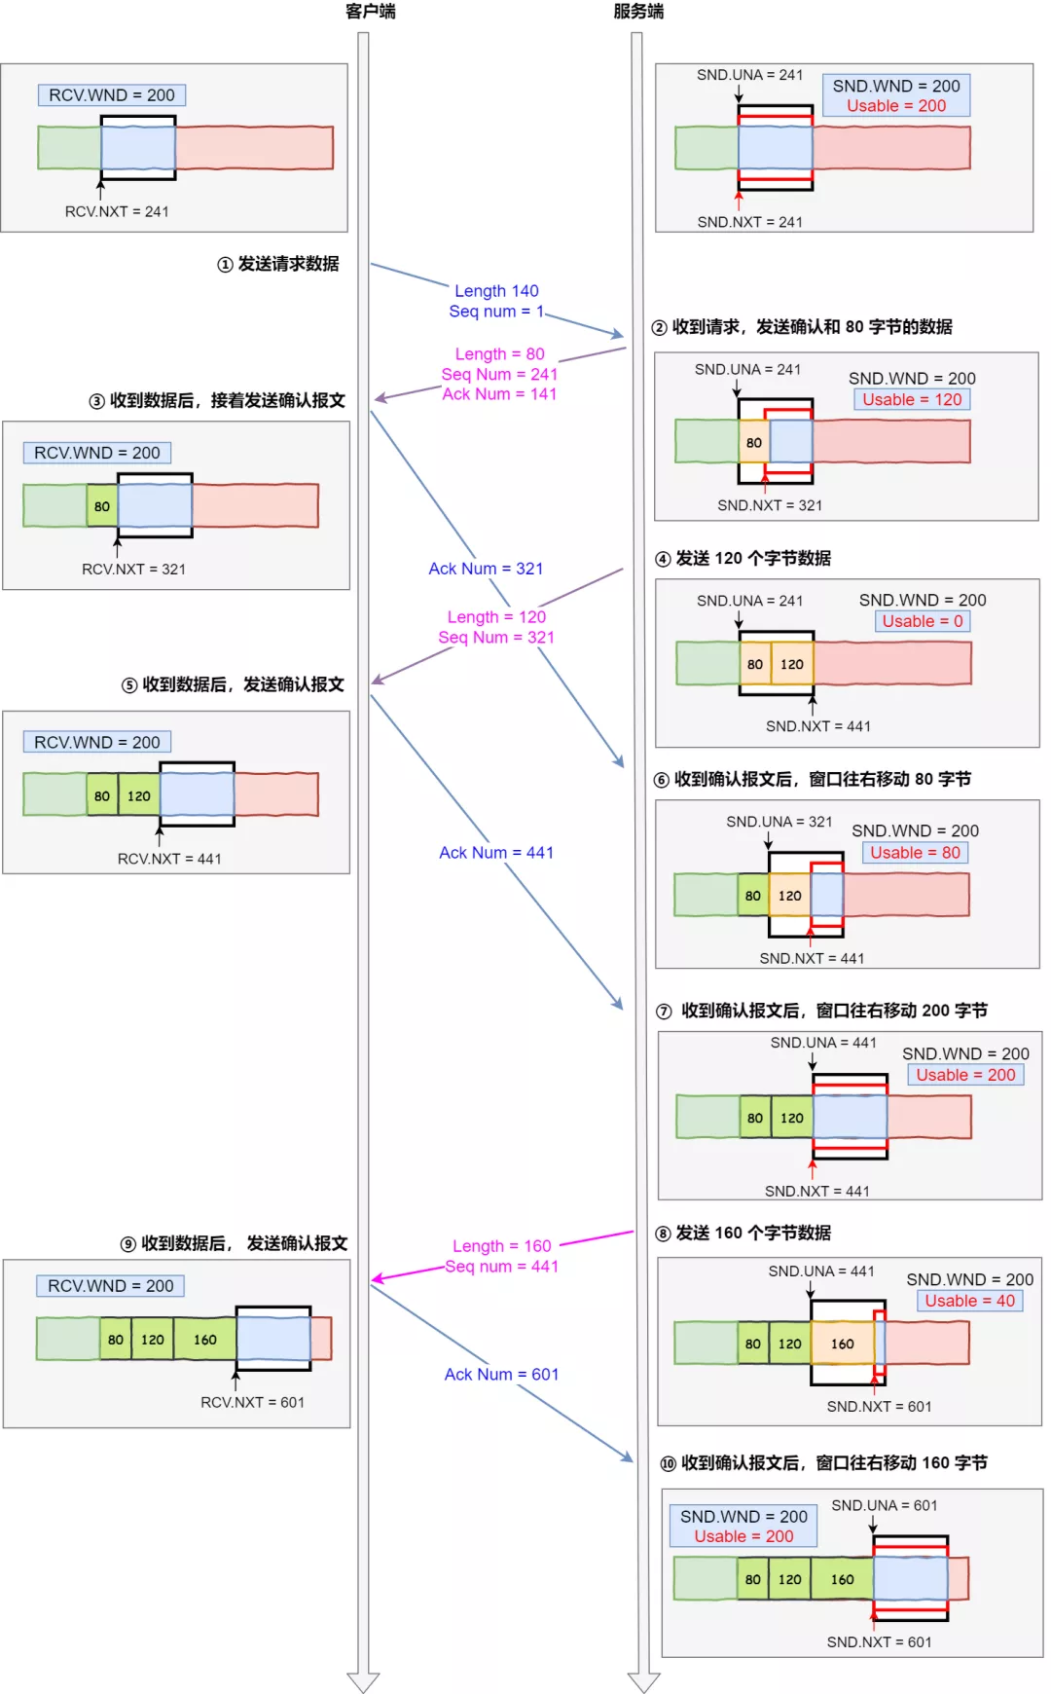 客户端
服务端
RCV.WND = 200
RCV.NXT = 241
SND.UNA = 241
SND.WND = 200
Usable = 200
SND.NXT = 241
① 发送请求数据
Length 140
Seq num = 1
② 收到请求，发送确认和 80 字节的数据
Length = 80
Seq Num = 241
Ack Num = 141
SND.UNA = 241
SND.WND = 200
Usable = 120
80
SND.NXT = 321
③ 收到数据后，接着发送确认报文
RCV.WND = 200
80
RCV.NXT = 321
Ack Num = 321
④ 发送 120 个字节数据
Length = 120
Seq Num = 321
SND.UNA = 241
SND.WND = 200
Usable = 0
80
120
SND.NXT = 441
⑤ 收到数据后，发送确认报文
RCV.WND = 200
80
120
RCV.NXT = 441
⑥ 收到确认报文后，窗口往右移动 80 字节
SND.UNA = 321
SND.WND = 200
Usable = 80
80
120
SND.NXT = 441
Ack Num = 441
⑦ 收到确认报文后，窗口往右移动 200 字节
SND.UNA = 441
SND.WND = 200
Usable = 200
80
120
SND.NXT = 441
⑧ 发送 160 个字节数据
Length = 160
Seq num = 441
SND.UNA = 441
SND.WND = 200
Usable = 40
80
120
160
SND.NXT = 601
⑨ 收到数据后， 发送确认报文
RCV.WND = 200
80
120
160
RCV.NXT = 601
Ack Num = 601
⑩ 收到确认报文后，窗口往右移动 160 字节
SND.UNA = 601
SND.WND = 200
Usable = 200
80
120
160
SND.NXT = 601